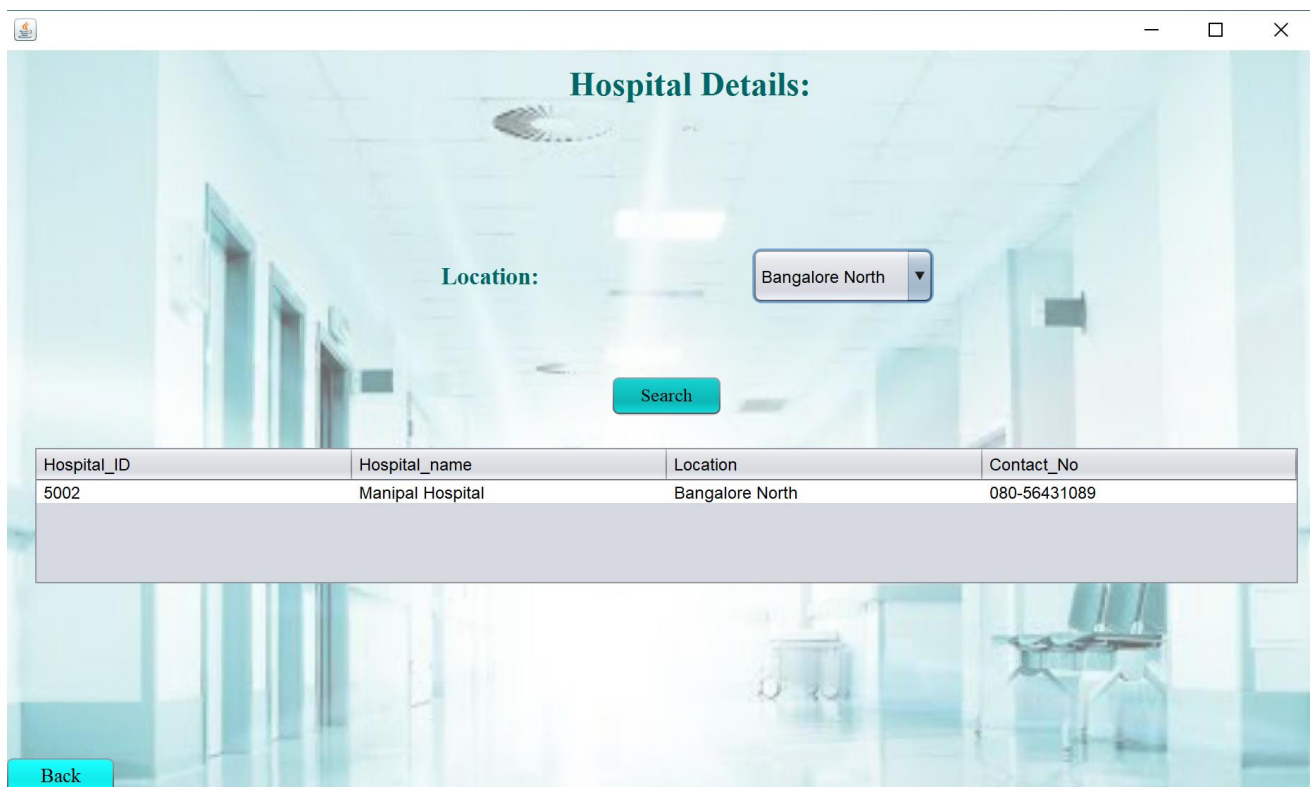 Hospital Details:
Location: Bangalore North
Search
Hospital_ID Hospital_name Location Contact_No
5002 Manipal Hospital Bangalore North 080-56431089
Back